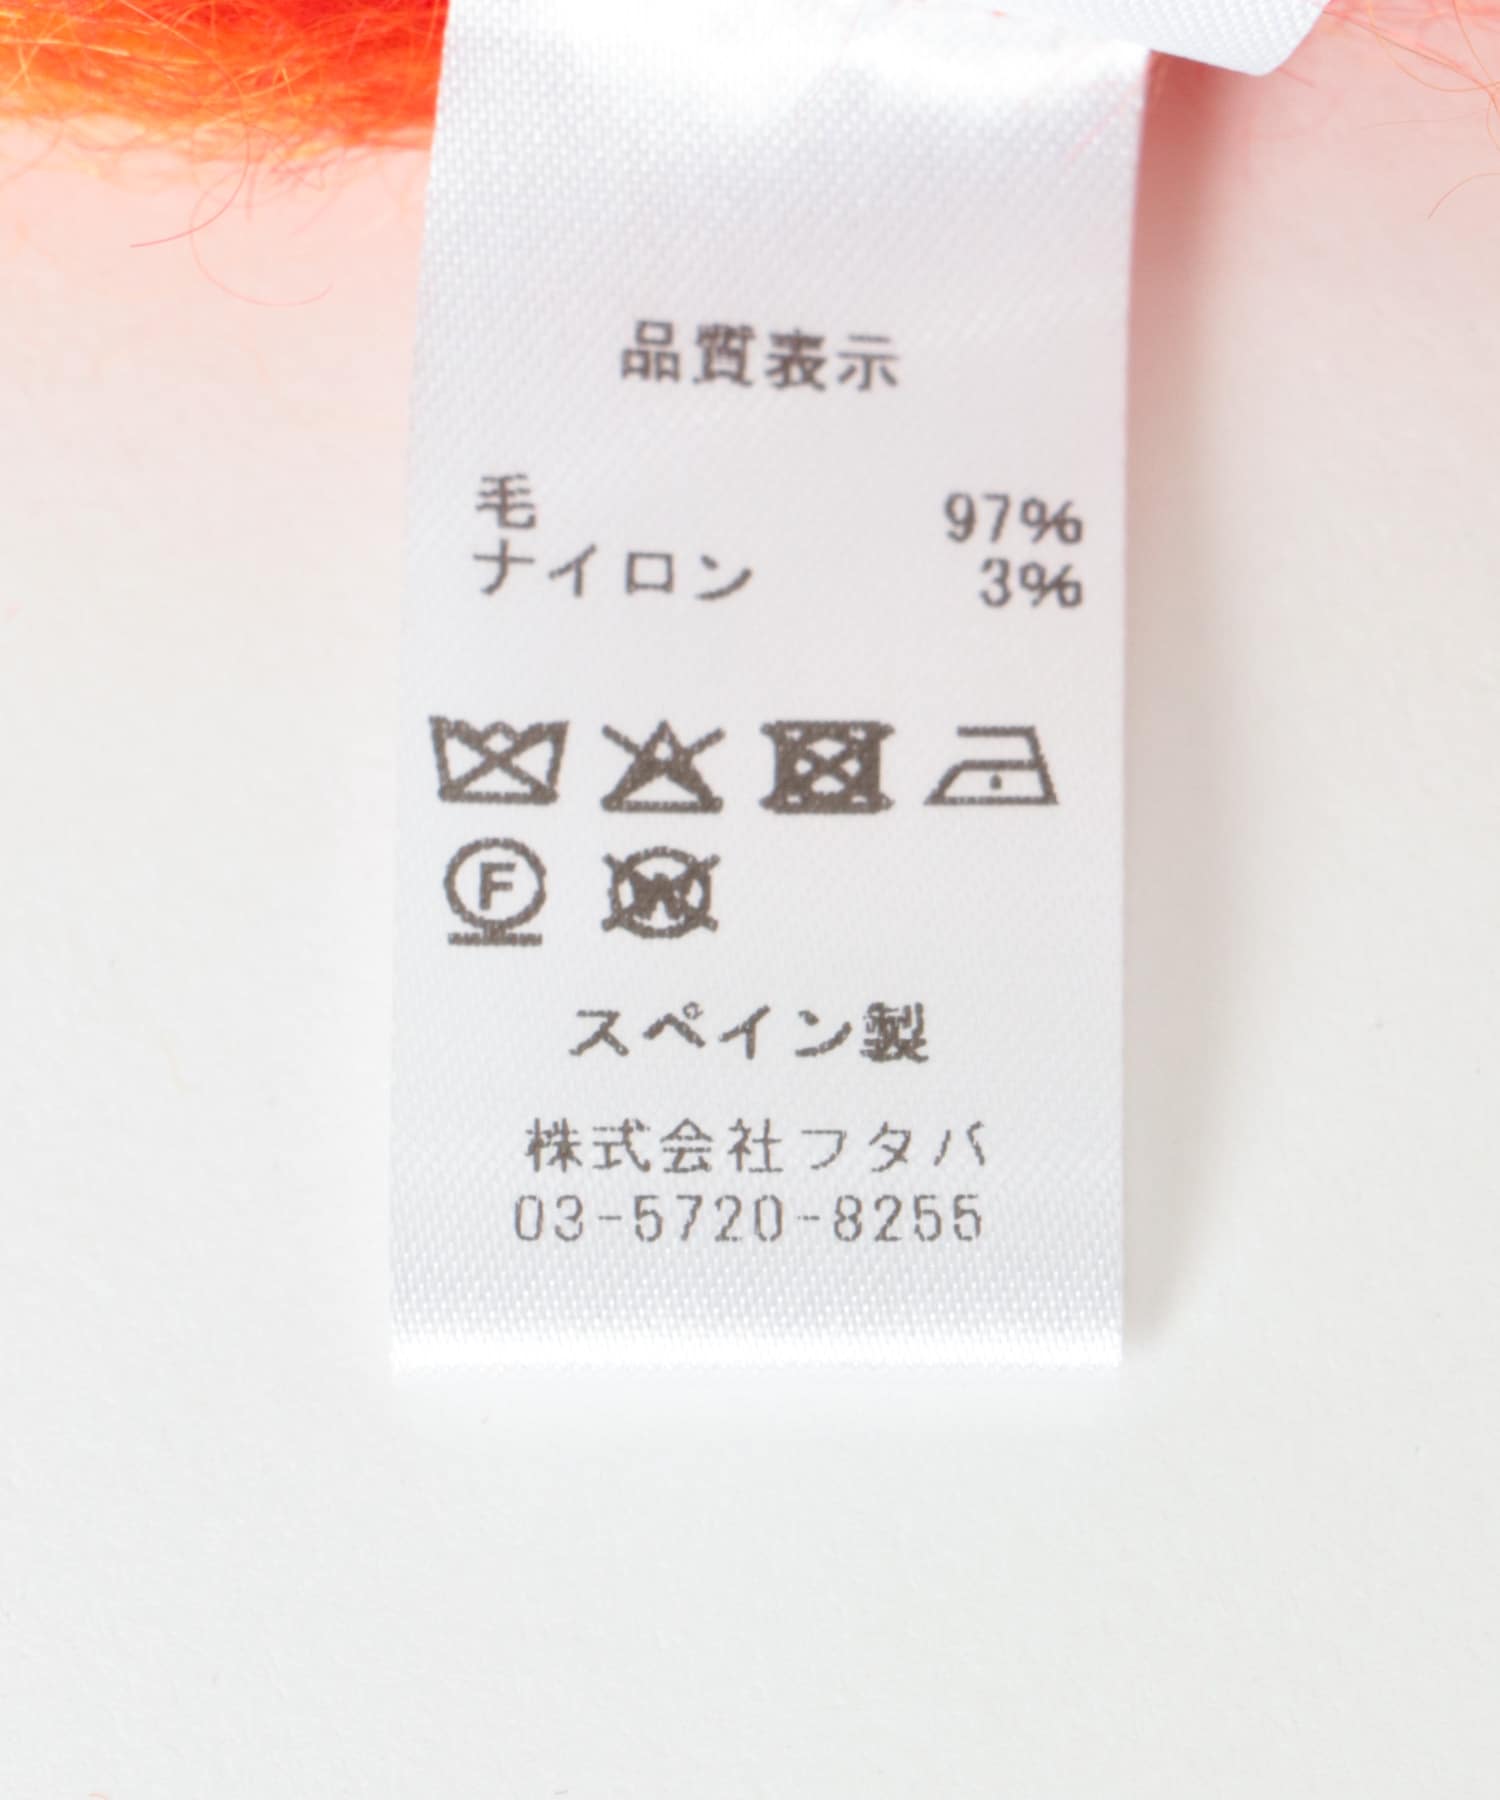 品質表示
毛 97%
ナイロン 3%
F
W
スペイン製
株式会社フタバ
03-5720-8255